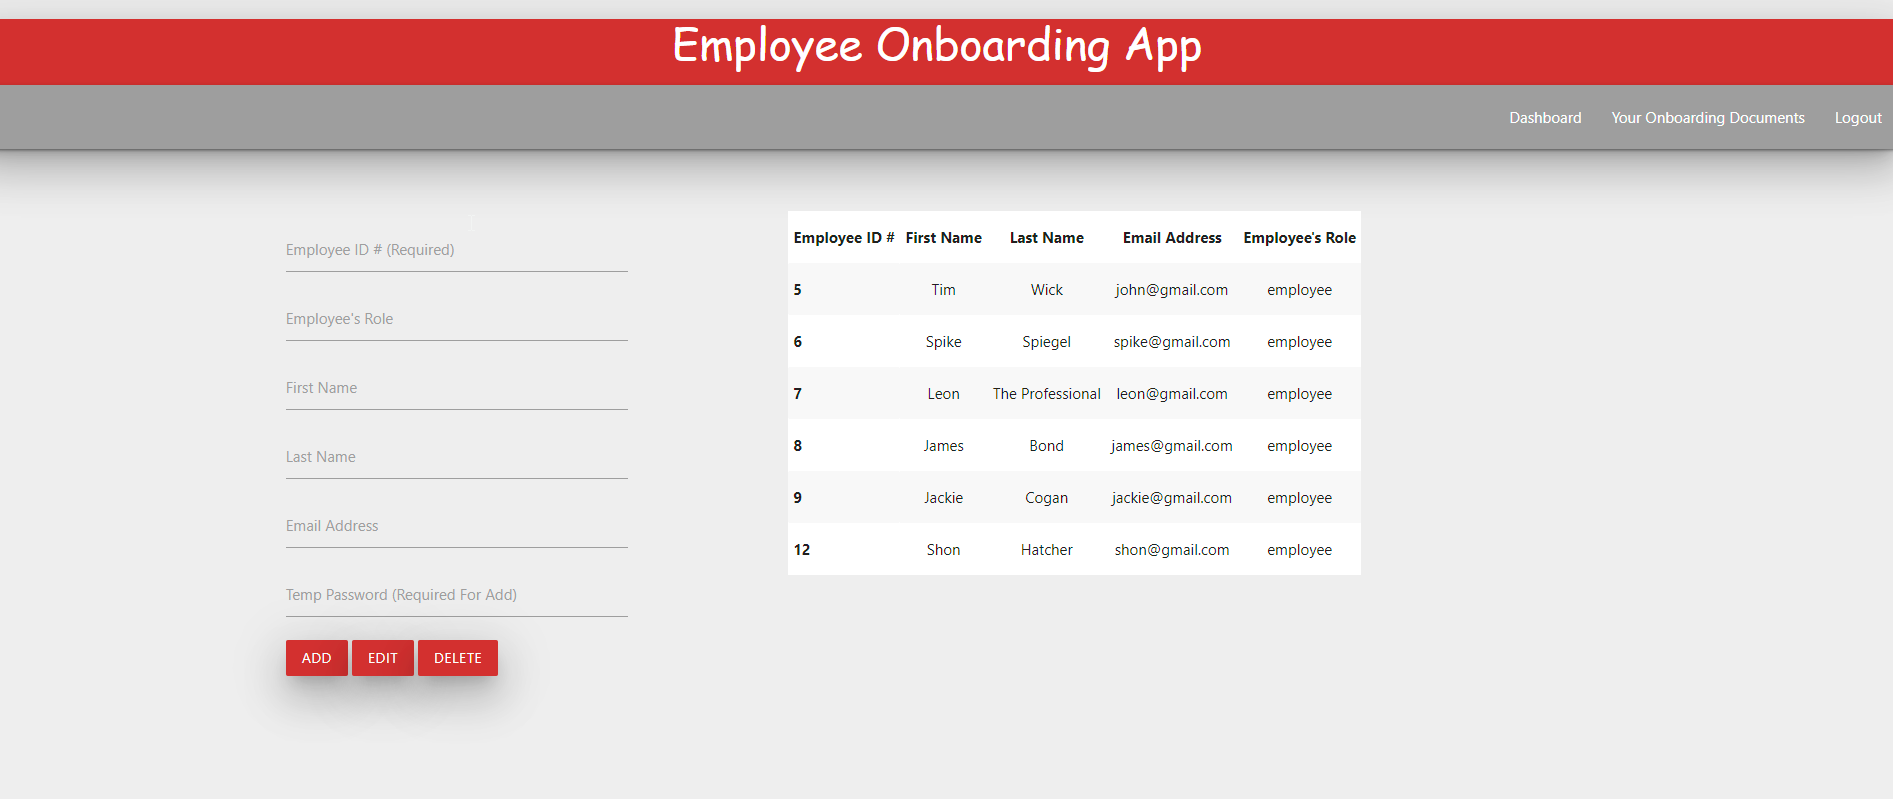 Employee Onboarding App
Dashboard Your Onboarding Documents Logout
Employee ID # (Required)
Employee's Role
First Name
Last Name
Email Address
Temp Password (Required For Add)
ADD EDIT DELETE
Employee ID # First Name Last Name Email Address Employee's Role
5 Tim Wick john@gmail.com employee
6 Spike Spiegel spike@gmail.com employee
7 Leon The Professional leon@gmail.com employee
8 James Bond james@gmail.com employee
9 Jackie Cogan jackie@gmail.com employee
12 Shon Hatcher shon@gmail.com employee